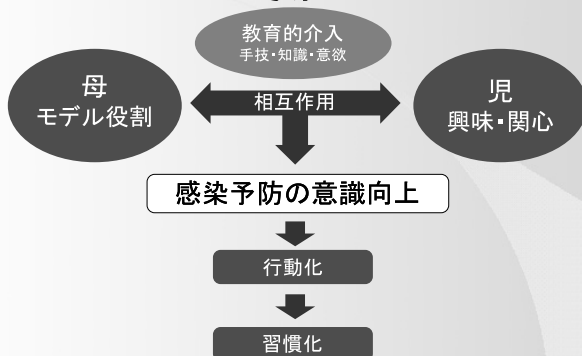 教育的介入
手技・知識・意欲
母
モデル役割
相互作用
児
興味・関心
感染予防の意識向上
行動化
習慣化